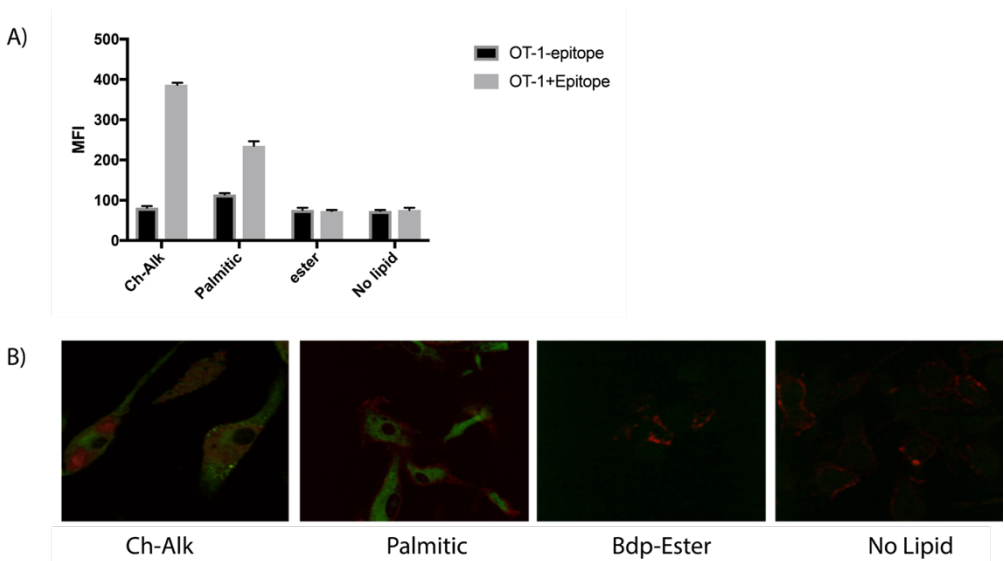 A)
500
400
300
200
100
0
MFI
Ch-Alk
Palmitic
ester
No lipid
OT-1-epitope
OT-1+Epitope
B)
Ch-Alk
Palmitic
Bdp-Ester
No Lipid